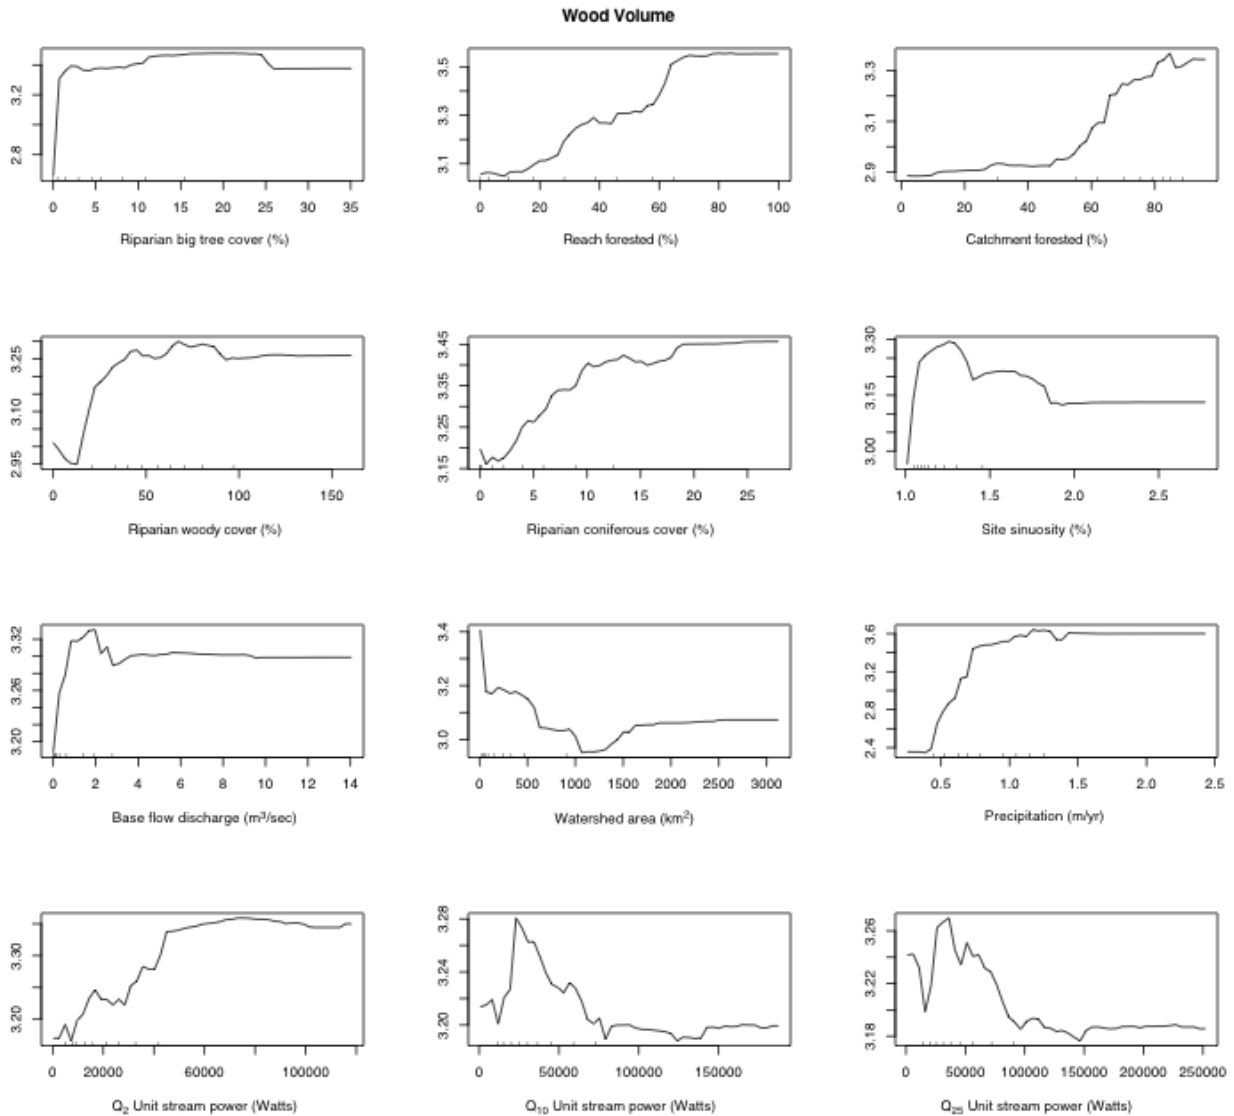 Wood Volume
2.8 3.2
0 5 10 15 20 25 30 35
Riparian big tree cover (%)
3.1 3.3 3.5
0 20 40 60 80 100
Reach forested (%)
2.9 3.1 3.3
0 20 40 60 80
Catchment forested (%)
2.95 3.10 3.25
0 50 100 150
Riparian woody cover (%)
3.15 3.25 3.35 3.45
0 5 10 15 20 25
Riparian coniferous cover (%)
3.00 3.15 3.30
1.0 1.5 2.0 2.5
Site sinuosity (%)
3.20 3.26 3.32
0 2 4 6 8 10 12 14
Base flow discharge (m³/sec)
3.0 3.2 3.4
0 500 1000 1500 2000 2500 3000
Watershed area (km²)
2.4 2.8 3.2 3.6
0.5 1.0 1.5 2.0 2.5
Precipitation (m/yr)
3.20 3.30
0 20000 60000 100000
Q₂ Unit stream power (Watts)
3.20 3.24 3.28
0 50000 100000 150000
Q₁₀ Unit stream power (Watts)
3.18 3.22 3.26
0 50000 100000 150000 200000 250000
Q₂₅ Unit stream power (Watts)